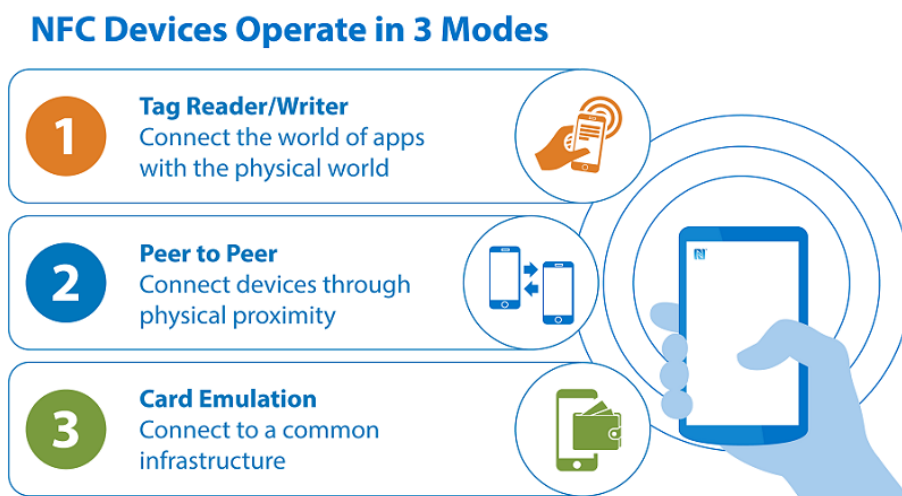 NFC Devices Operate in 3 Modes
1
Tag Reader/Writer
Connect the world of apps
with the physical world
2
Peer to Peer
Connect devices through
physical proximity
3
Card Emulation
Connect to a common
infrastructure